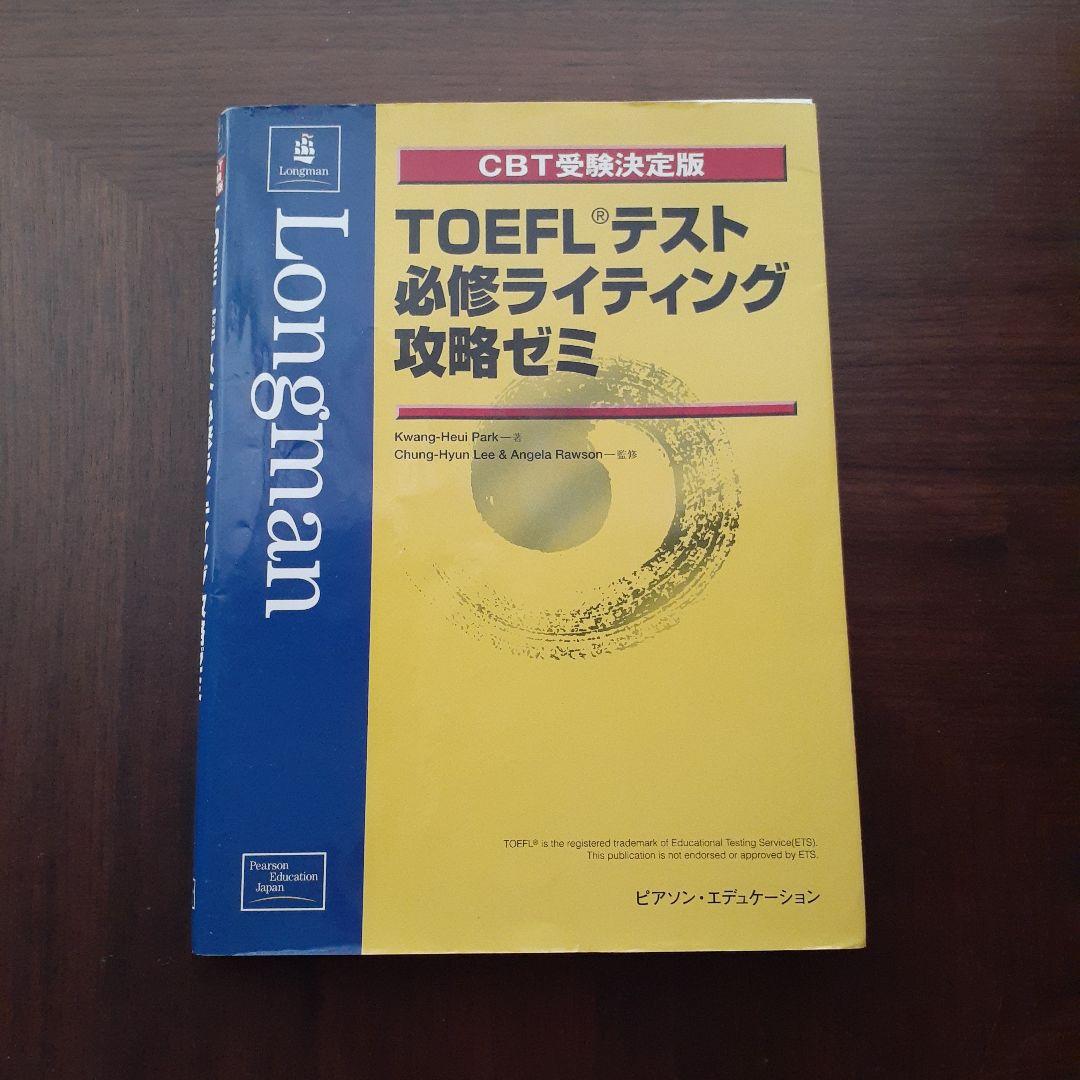 Longman
Longman
CBT受験決定版
TOEFL®テスト
必修ライティング
攻略ゼミ
Kwang-Heui Park—著
Chung-Hyun Lee & Angela Rawson—監修
TOEFL® is the registered trademark of Educational Testing Service(ETS).
This publication is not endorsed or approved by ETS.
Pearson
Education
Japan
ピアソン・エデュケーション